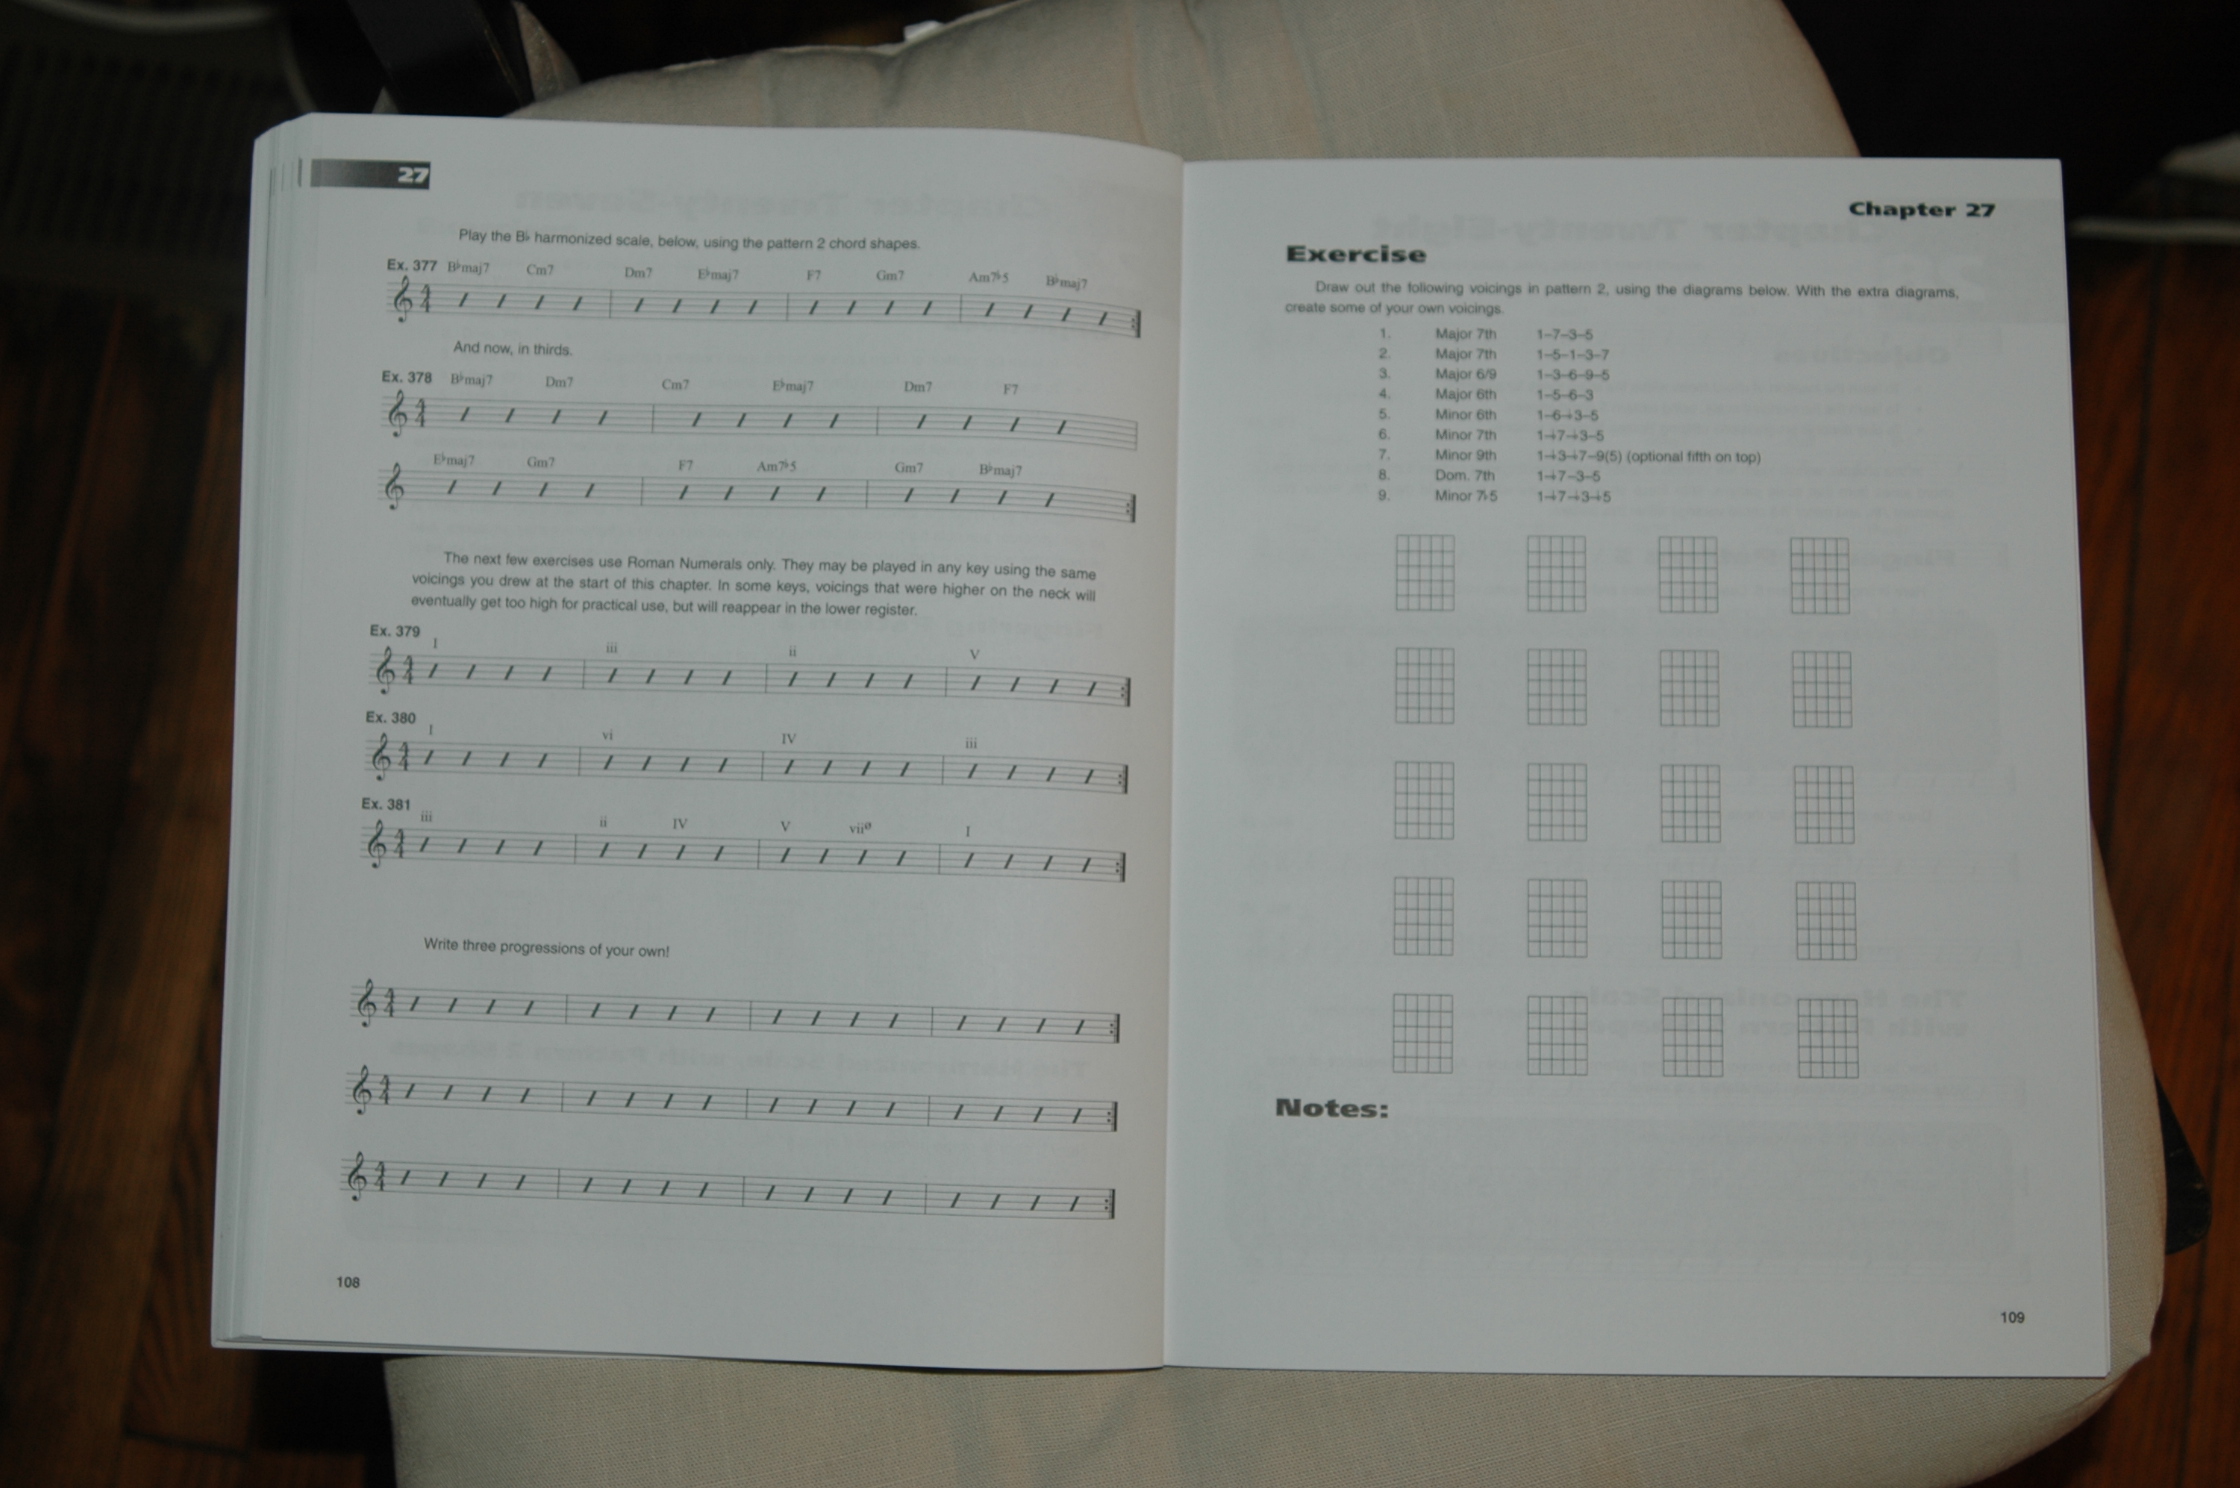 27
Play the B♭ harmonized scale, below, using the pattern 2 chord shapes.
Ex. 377 B♭maj7 Cm7 Dm7 E♭maj7 F7 Gm7 Am7♭5 B♭maj7
And now, in thirds.
Ex. 378 B♭maj7 Dm7 Cm7 E♭maj7 Dm7 F7
E♭maj7 Gm7 F7 Am7♭5 Gm7 B♭maj7
The next few exercises use Roman Numerals only. They may be played in any key using the same
voicings you drew at the start of this chapter. In some keys, voicings that were higher on the neck will
eventually get too high for practical use, but will reappear in the lower register.
Ex. 379 I iii ii V
Ex. 380 I vi IV iii
Ex. 381 iii ii IV V viiø I
Write three progressions of your own!
108
Chapter 27
Exercise
Draw out the following voicings in pattern 2, using the diagrams below. With the extra diagrams,
create some of your own voicings.
1. Major 7th 1–7–3–5
2. Major 7th 1–5–1–3–7
3. Major 6/9 1–3–6–9–5
4. Major 6th 1–5–6–3
5. Minor 6th 1–6–♭3–5
6. Minor 7th 1–♭7–♭3–5
7. Minor 9th 1–♭3–♭7–9(5) (optional fifth on top)
8. Dom. 7th 1–♭7–3–5
9. Minor 7♭5 1–♭7–♭3–♭5
Notes:
109